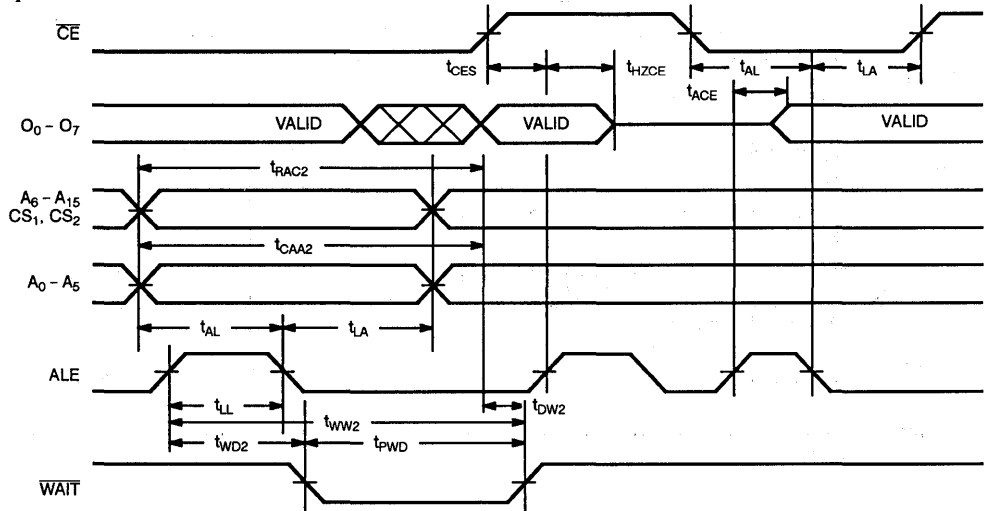 CE
tCES
tHZCE
tAL
tLA
tACE
O0 – O7
VALID
VALID
VALID
tRAC2
A6 – A15
CS1, CS2
tCAA2
A0 – A5
tAL
tLA
ALE
tLL
tDW2
tWW2
tWD2
tPWD
WAIT